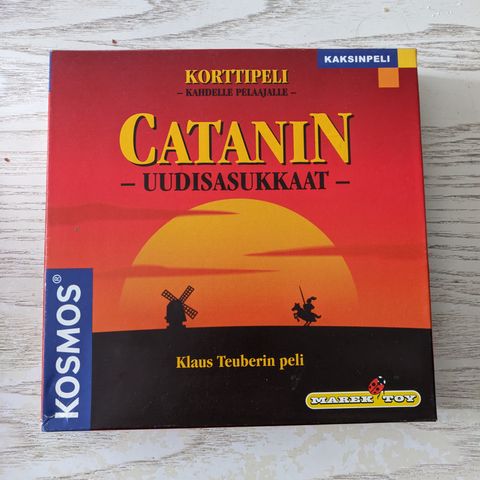 KAKSINPELI
KORTTIPELI
– KAHDELLE PELAAJALLE –
CATANIN
– UUDISASUKKAAT –
KOSMOS®
Klaus Teuberin peli
MAREK TOY